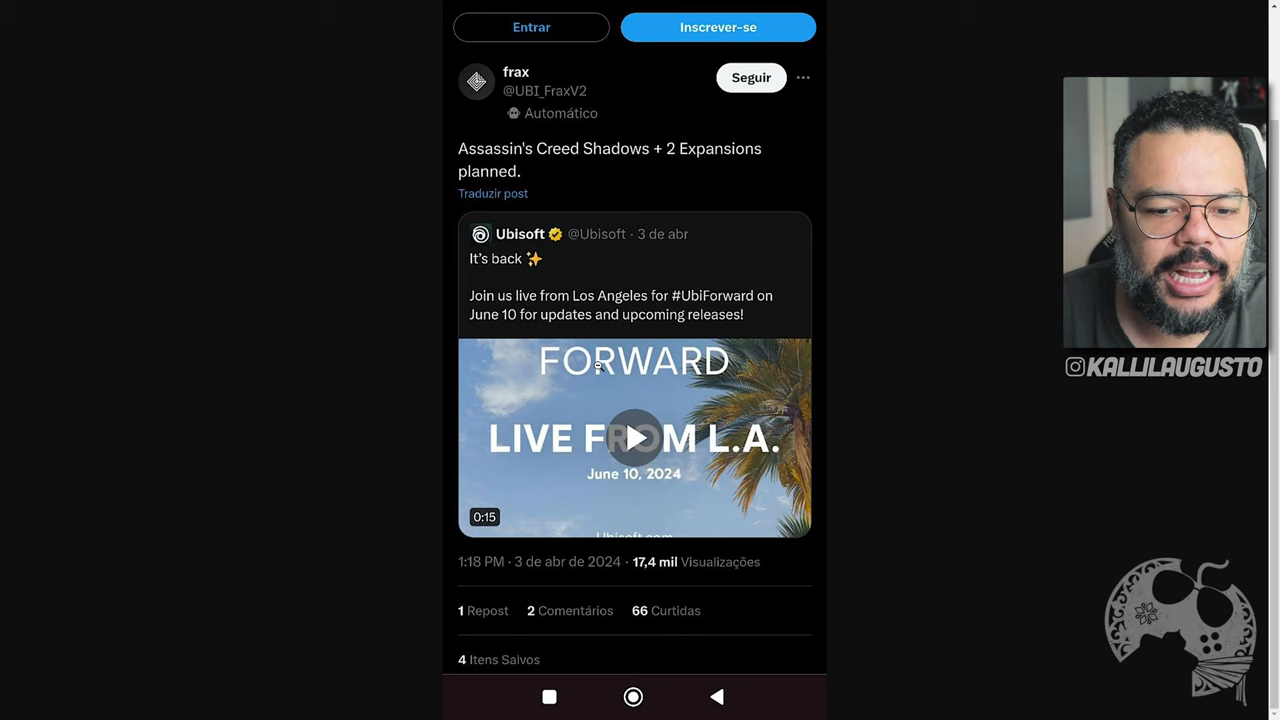 Entrar
Inscrever-se
frax
@UBI_FraxV2
Automático
Seguir
Assassin's Creed Shadows + 2 Expansions
planned.
Traduzir post
Ubisoft @Ubisoft · 3 de abr
It's back ✨
Join us live from Los Angeles for #UbiForward on
June 10 for updates and upcoming releases!
FORWARD
LIVE FROM L.A.
June 10, 2024
0:15
Ubisoft.com
1:18 PM · 3 de abr de 2024 · 17,4 mil Visualizações
1 Repost 2 Comentários 66 Curtidas
4 Itens Salvos
KALLILAUGUSTO